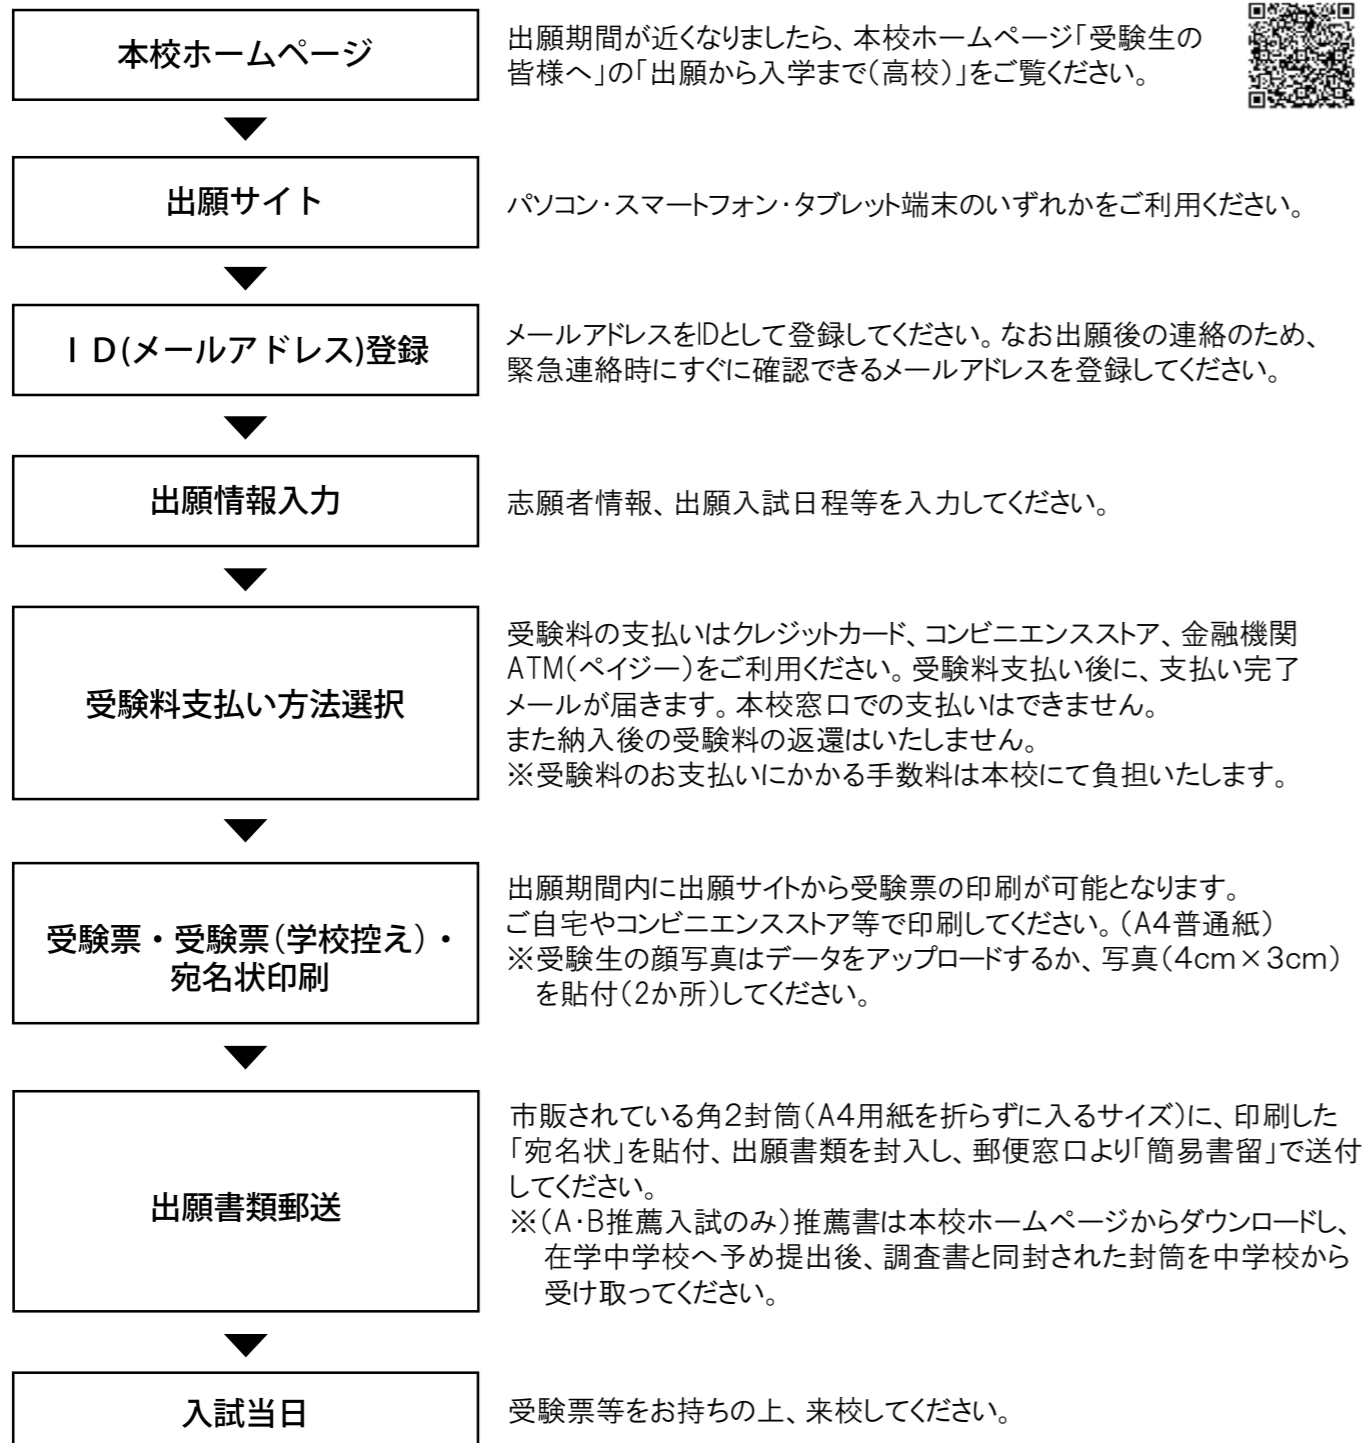 本校ホームページ
出願期間が近くなりましたら、本校ホームページ「受験生の
皆様へ」の「出願から入学まで(高校)」をご覧ください。
出願サイト
パソコン・スマートフォン・タブレット端末のいずれかをご利用ください。
ＩＤ(メールアドレス)登録
メールアドレスをIDとして登録してください。なお出願後の連絡のため、
緊急連絡時にすぐに確認できるメールアドレスを登録してください。
出願情報入力
志願者情報、出願入試日程等を入力してください。
受験料支払い方法選択
受験料の支払いはクレジットカード、コンビニエンスストア、金融機関
ATM(ペイジー)をご利用ください。受験料支払い後に、支払い完了
メールが届きます。本校窓口での支払いはできません。
また納入後の受験料の返還はいたしません。
※受験料のお支払いにかかる手数料は本校にて負担いたします。
受験票・受験票(学校控え)・
宛名状印刷
出願期間内に出願サイトから受験票の印刷が可能となります。
ご自宅やコンビニエンスストア等で印刷してください。(A4普通紙)
※受験生の顔写真はデータをアップロードするか、写真(4cm×3cm)
を貼付(2か所)してください。
出願書類郵送
市販されている角2封筒(A4用紙を折らずに入るサイズ)に、印刷した
「宛名状」を貼付、出願書類を封入し、郵便窓口より「簡易書留」で送付
してください。
※(A・B推薦入試のみ)推薦書は本校ホームページからダウンロードし、
在学中学校へ予め提出後、調査書と同封された封筒を中学校から
受け取ってください。
入試当日
受験票等をお持ちの上、来校してください。